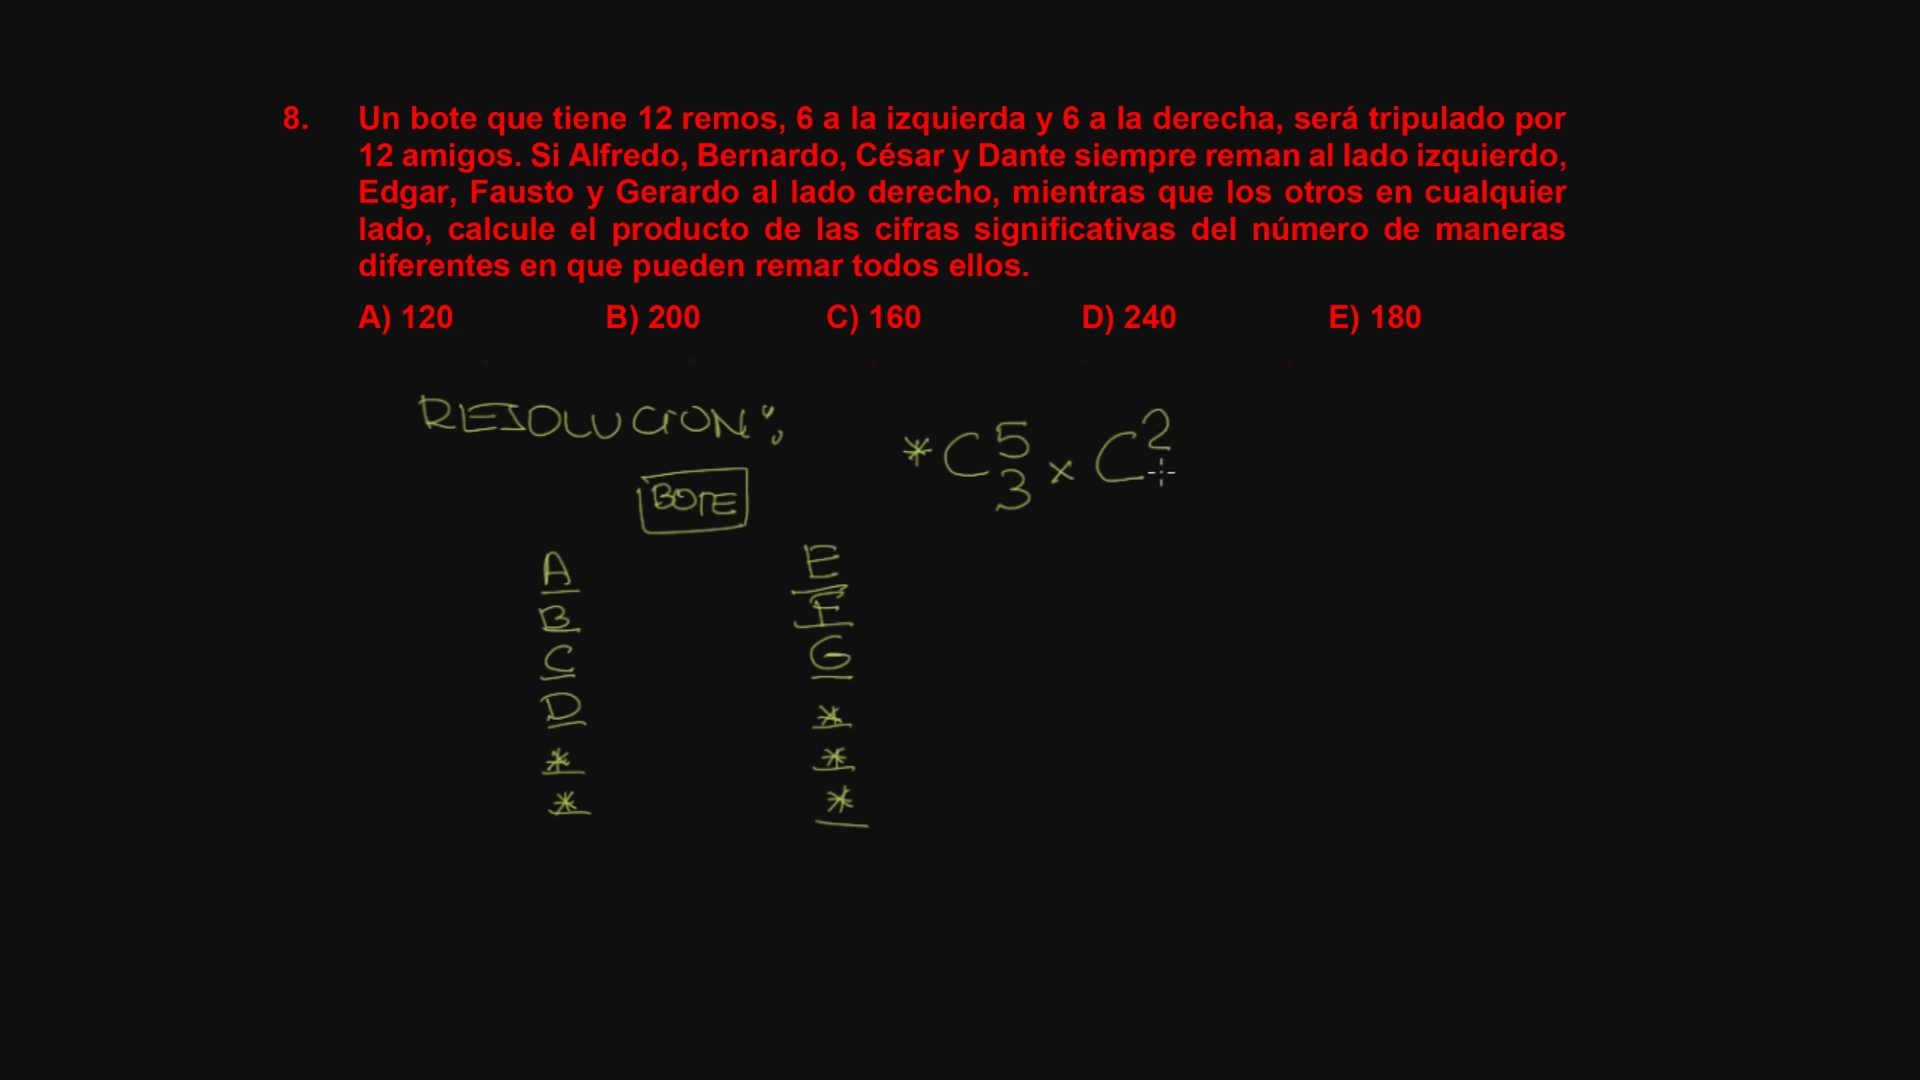 8. Un bote que tiene 12 remos, 6 a la izquierda y 6 a la derecha, será tripulado por
12 amigos. Si Alfredo, Bernardo, César y Dante siempre reman al lado izquierdo,
Edgar, Fausto y Gerardo al lado derecho, mientras que los otros en cualquier
lado, calcule el producto de las cifras significativas del número de maneras
diferentes en que pueden remar todos ellos.
A) 120 B) 200 C) 160 D) 240 E) 180
RESOLUCION:
* C 5 3 x C 2
BOTE
A E
B F
C G
D *
* *
* *